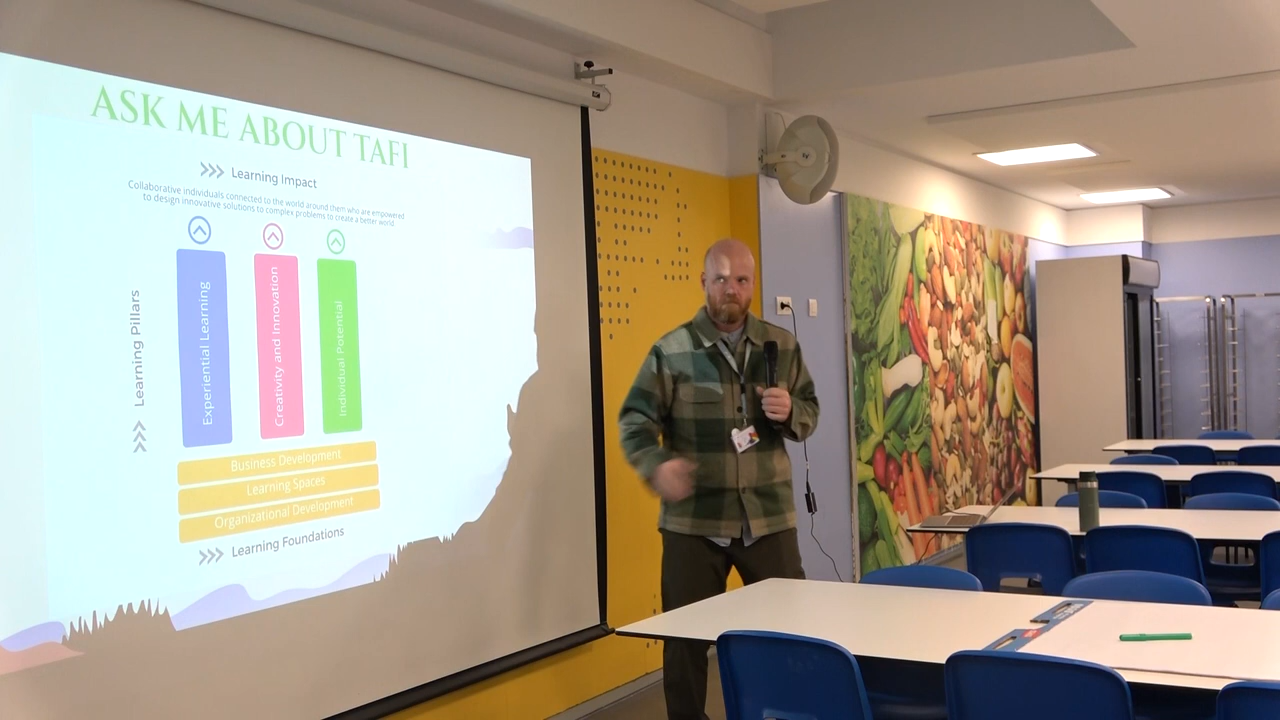 ASK ME ABOUT TAFI
>>> Learning Impact
Collaborative individuals connected to the world around them who are empowered
to design innovative solutions to complex problems to create a better world.
>>> Learning Pillars
Experiential Learning
Creativity and Innovation
Individual Potential
Business Development
Learning Spaces
Organizational Development
>>> Learning Foundations